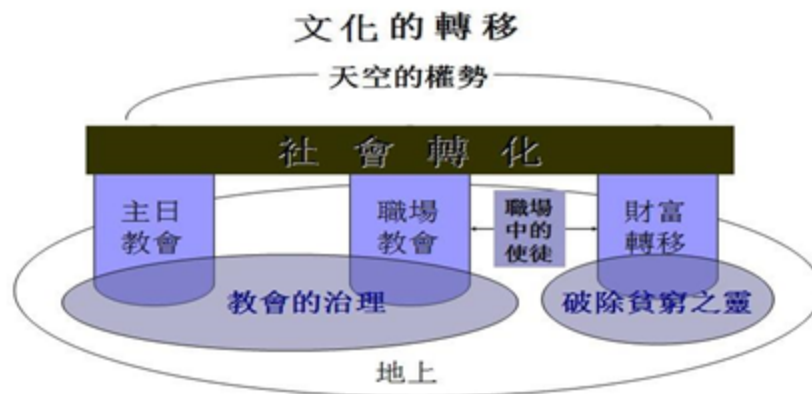 文化的轉移
天空的權勢
社會轉化
主日
教會
職場
教會
職場
中的
使徒
財富
轉移
教會的治理
破除貧窮之靈
地上